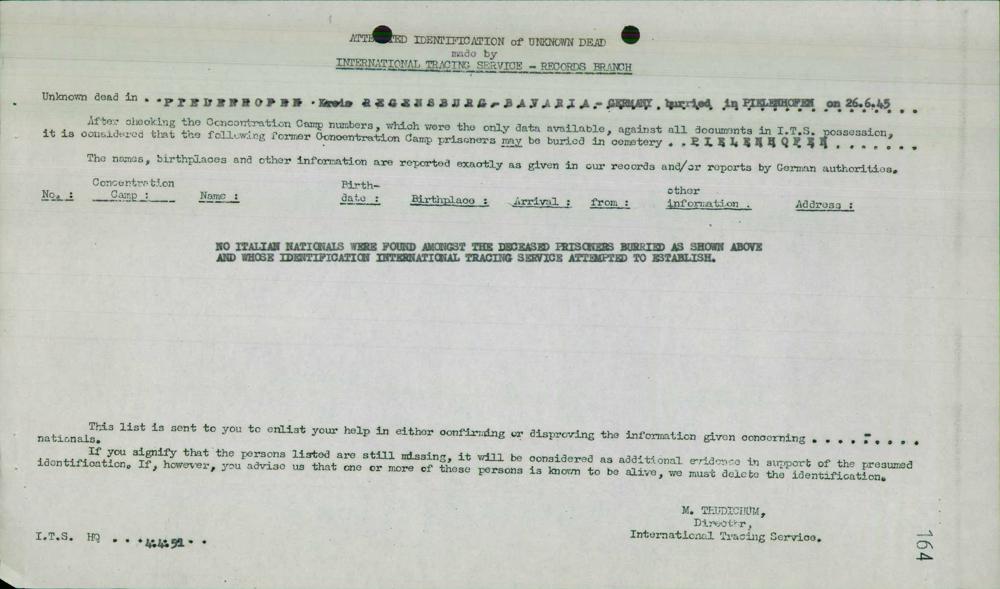 ATTE TED IDENTIFICATION of UNKNOWN DEAD
made by
INTERNATIONAL TRACING SERVICE - RECORDS BRANCH
Unknown dead in . . PIELENHOFEN . Kreis REGENSBURG - BAVARIA - GERMANY, burried in PIELENHOFEN on 26.6.45 . .
After checking the Concentration Camp numbers, which were the only data available, against all documents in I.T.S. possession,
it is considered that the following former Concentration Camp prisoners may be buried in cemetery . . PIELENHOFEN . . . . . . .
The names, birthplaces and other information are reported exactly as given in our records and/or reports by German authorities.
No. : Concentration Camp : Name : Birth- date : Birthplace : Arrival : from : other information . Address :
NO ITALIAN NATIONALS WERE FOUND AMONGST THE DECEASED PRISONERS BURRIED AS SHOWN ABOVE
AND WHOSE IDENTIFICATION INTERNATIONAL TRACING SERVICE ATTEMPTED TO ESTABLISH.
This list is sent to you to enlist your help in either confirming or disproving the information given concerning . . . . - . . . .
nationals.
If you signify that the persons listed are still missing, it will be considered as additional evidence in support of the presumed
identification. If, however, you advise us that one or more of these persons is known to be alive, we must delete the identification.
M. THUDICHUM,
Director,
International Tracing Service.
I.T.S. HQ . . . 4.4.51 . .
164